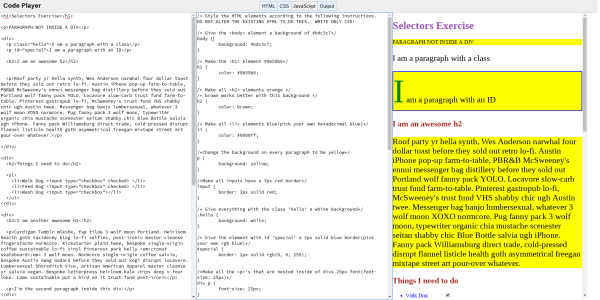 Code Player
HTML CSS JavaScript Output
<h1>Selectors Exercise</h1>
<p>PARAGRAPH NOT INSIDE A DIV</p>
<div>
<p class="hello">I am a paragraph with a class</p>
<p id="special">I am a paragraph with an ID</p>
<h2>I am an awesome h2</h2>
<p>Roof party yr hella synth, Wes Anderson narwhal four dollar toast
before they sold out retro lo-fi. Austin iPhone pop-up farm-to-table,
PBR&B McSweeney's ennui messenger bag distillery before they sold out
Portland wolf fanny pack YOLO. Locavore slow-carb trust fund farm-to-
table, Pinterest gastropub lo-fi, McSweeney's trust fund VHS shabby
chic ugh Austin twee. Messenger bag banjo lumbersexual, whatever 3
wolf moon XOXO normcore. Pug fanny pack 3 wolf moon, typewriter
organic chia mustache scenester seitan shabby chic Blue Bottle salvia
ugh iPhone. Fanny pack Williamsburg direct trade, cold-pressed disrupt
flannel listicle health goth asymmetrical freegan mixtape street art
pour-over whatever.</p>
</div>
<div>
<h2>Things I need to do</h2>
<ul>
<li>Walk Dog <input type="checkbox" checked> </li>
<li>Feed Dog <input type="checkbox" checked></li>
<li>Wash Dog <input type="checkbox"></li>
</ul>
</div>
<div>
<h2>I am another awesome h2</h2>
<p>Cardigan Tumblr VINHK, fap tilde 3 wolf moon Portland. Heirloom
health goth taxidermy blog lo-fi selfies, post-ironic master cleanse
fingerstache normcore. Kickstarter plaid twee, bespoke single-origin
coffee sustainable lo-fi vinyl Pinterest pork belly <em>cronut
skateboard</em> 3 wolf moon. Normcore single-origin coffee salvia,
bespoke Austin swag Godard before they sold out kogi disrupt locavore.
Lumbersexual Shoreditch Vice, artisan American Apparel master cleanse
yr salvia vegan. Bespoke letterpress heirloom kale chips deep v four
loko. Lomo sustainable put a bird on it trust fund post-ironic</p>
<p>I'm the second paragraph inside this div</p>
</div>
/* Style the HTML elements according to the following instructions.
DO NOT ALTER THE EXISTING HTML TO DO THIS. WRITE ONLY CSS!
/* Give the <body> element a background of #bdc3c7*/
body {
background: #bdc3c7;
}
/* Make the <h1> element #9b59b6*/
h1 {
color: #9b59b6;
}
/* Make all <h2> elements orange */
/* brown works better with this background */
h2 {
color: brown;
}
/* Make all <li> elements blue(pick your own hexadecimal blue)*/
li {
color: #0000ff;
}
/*Change the background on every paragraph to be yellow*/
p {
background: yellow;
}
/*Make all inputs have a 3px red border*/
input {
border: 3px solid red;
}
/* Give everything with the class 'hello' a white background*/
.hello {
background: white;
}
/* Give the element with id 'special' a 2px solid blue border(pick
your own rgb blue)*/
#special {
border: 2px solid rgb(0, 0, 255);
}
/*Make all the <p>'s that are nested inside of divs 25px font(font-
size: 25px)*/
div p {
font-size: 25px;
Selectors Exercise
PARAGRAPH NOT INSIDE A DIV
I am a paragraph with a class
I am a paragraph with an ID
I am an awesome h2
Roof party yr hella synth, Wes Anderson narwhal four
dollar toast before they sold out retro lo-fi. Austin
iPhone pop-up farm-to-table, PBR&B McSweeney's
ennui messenger bag distillery before they sold out
Portland wolf fanny pack YOLO. Locavore slow-carb
trust fund farm-to-table. Pinterest gastropub lo-fi,
McSweeney's trust fund VHS shabby chic ugh Austin
twee. Messenger bag banjo lumbersexual, whatever 3
wolf moon XOXO normcore. Pug fanny pack 3 wolf
moon, typewriter organic chia mustache scenester
seitan shabby chic Blue Bottle salvia ugh iPhone.
Fanny pack Williamsburg direct trade, cold-pressed
disrupt flannel listicle health goth asymmetrical freegan
mixtape street art pour-over whatever.
Things I need to do
Walk Dog